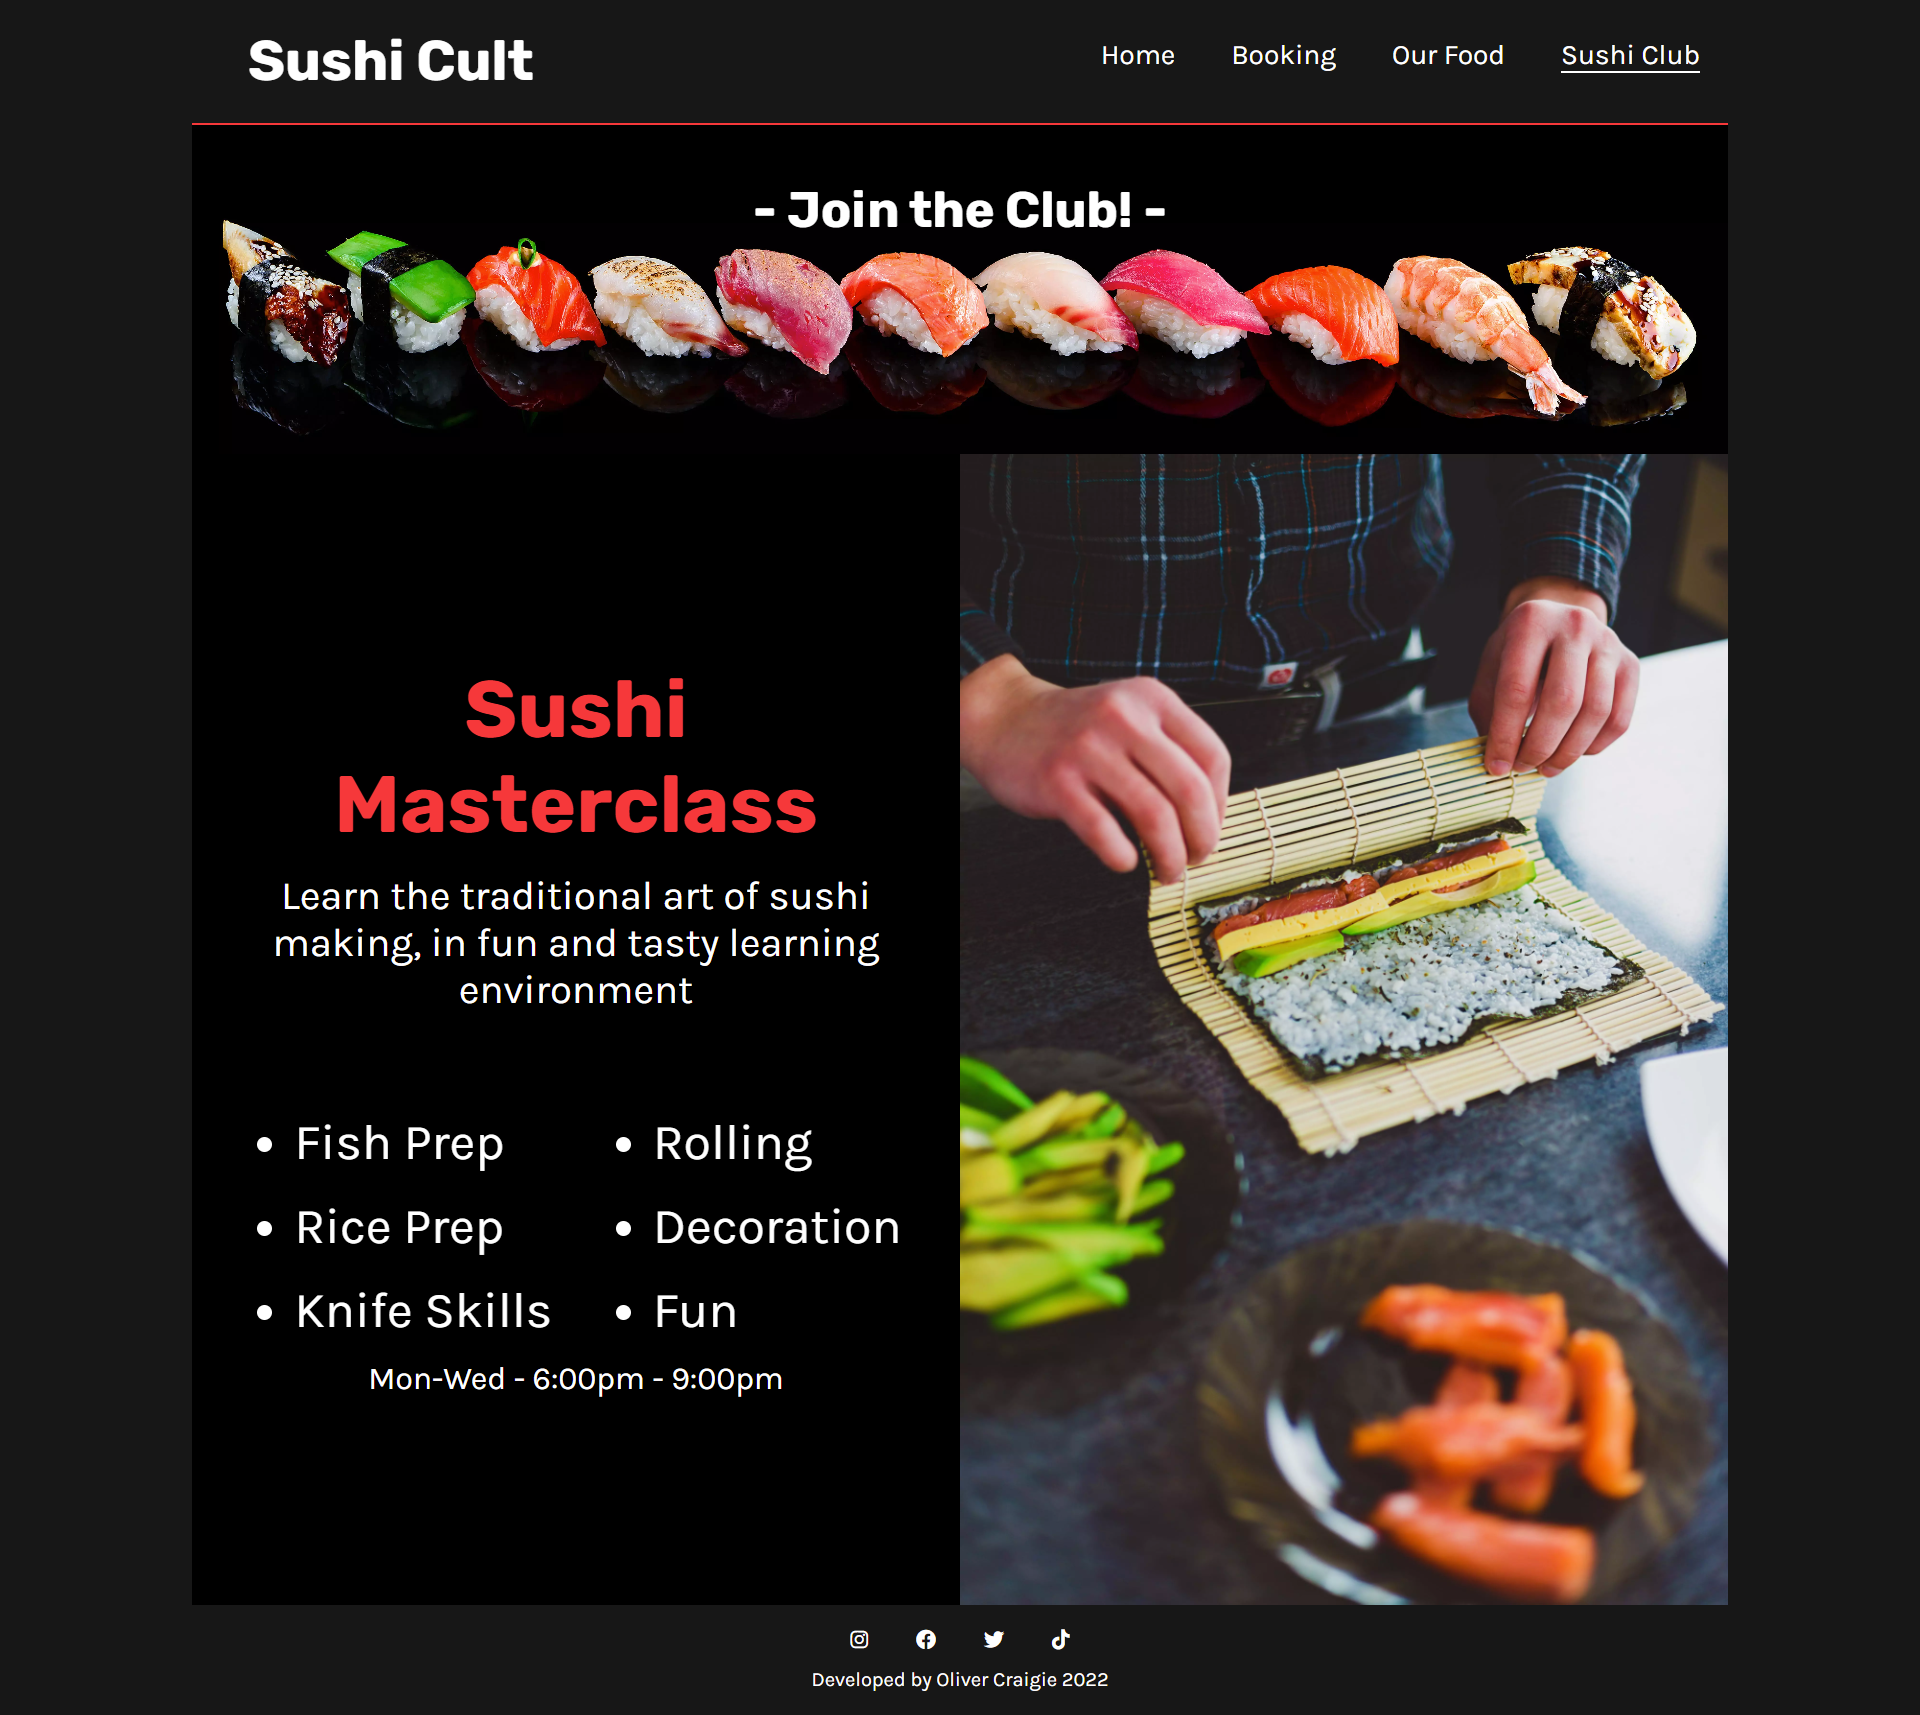 Sushi Cult
Home Booking Our Food Sushi Club
- Join the Club! -
Sushi
Masterclass
Learn the traditional art of sushi
making, in fun and tasty learning
environment
Fish Prep
Rice Prep
Knife Skills
Rolling
Decoration
Fun
Mon-Wed - 6:00pm - 9:00pm
Developed by Oliver Craigie 2022